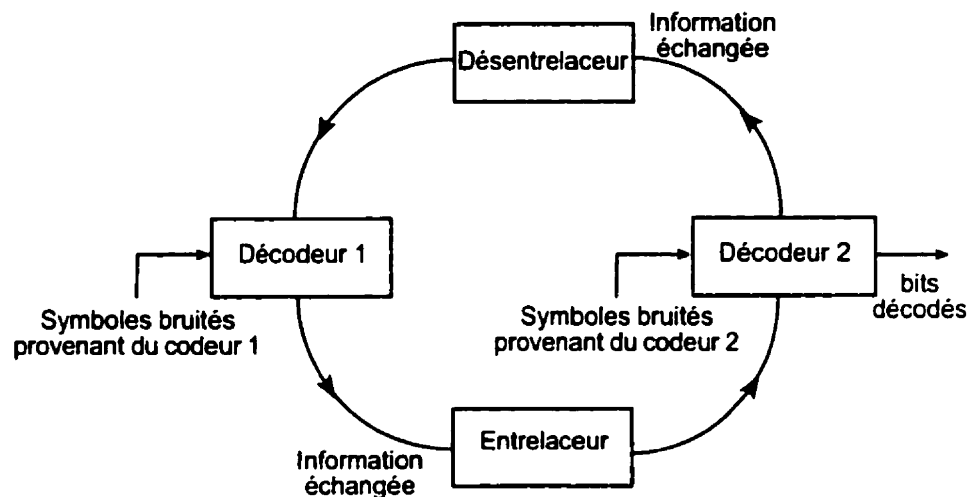 Information
échangée
Désentrelaceur
Décodeur 1
Décodeur 2
Symboles bruités
provenant du codeur 1
Symboles bruités
provenant du codeur 2
bits
décodés
Entrelaceur
Information
échangée